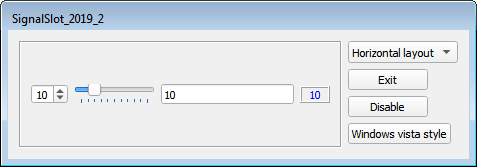 SignalSlot_2019_2
10
10
10
Horizontal layout
Exit
Disable
Windows vista style